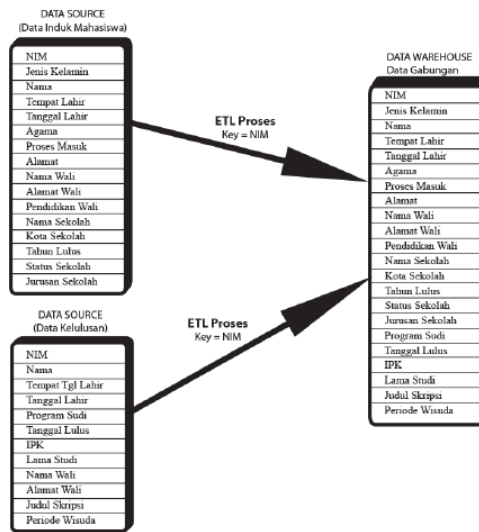 DATA SOURCE
(Data Induk Mahasiswa)
NIM
Jenis Kelamin
Nama
Tempat Lahir
Tanggal Lahir
Agama
Proses Masuk
Alamat
Nama Wali
Alamat Wali
Pendidikan Wali
Nama Sekolah
Kota Sekolah
Tahun Lulus
Status Sekolah
Jurusan Sekolah
ETL Proses
Key = NIM
DATA SOURCE
(Data Kelulusan)
NIM
Nama
Tempat Tgl Lahir
Tanggal Lahir
Program Sudi
Tanggal Lulus
IPK
Lama Studi
Nama Wali
Alamat Wali
Judul Skripsi
Periode Wisuda
ETL Proses
Key = NIM
DATA WAREHOUSE
Data Gabungan
NIM
Jenis Kelamin
Nama
Tempat Lahir
Tanggal Lahir
Agama
Proses Masuk
Alamat
Nama Wali
Alamat Wali
Pendidikan Wali
Nama Sekolah
Kota Sekolah
Tahun Lulus
Status Sekolah
Jurusan Sekolah
Program Sudi
Tanggal Lulus
IPK
Lama Studi
Judul Skripsi
Periode Wisuda